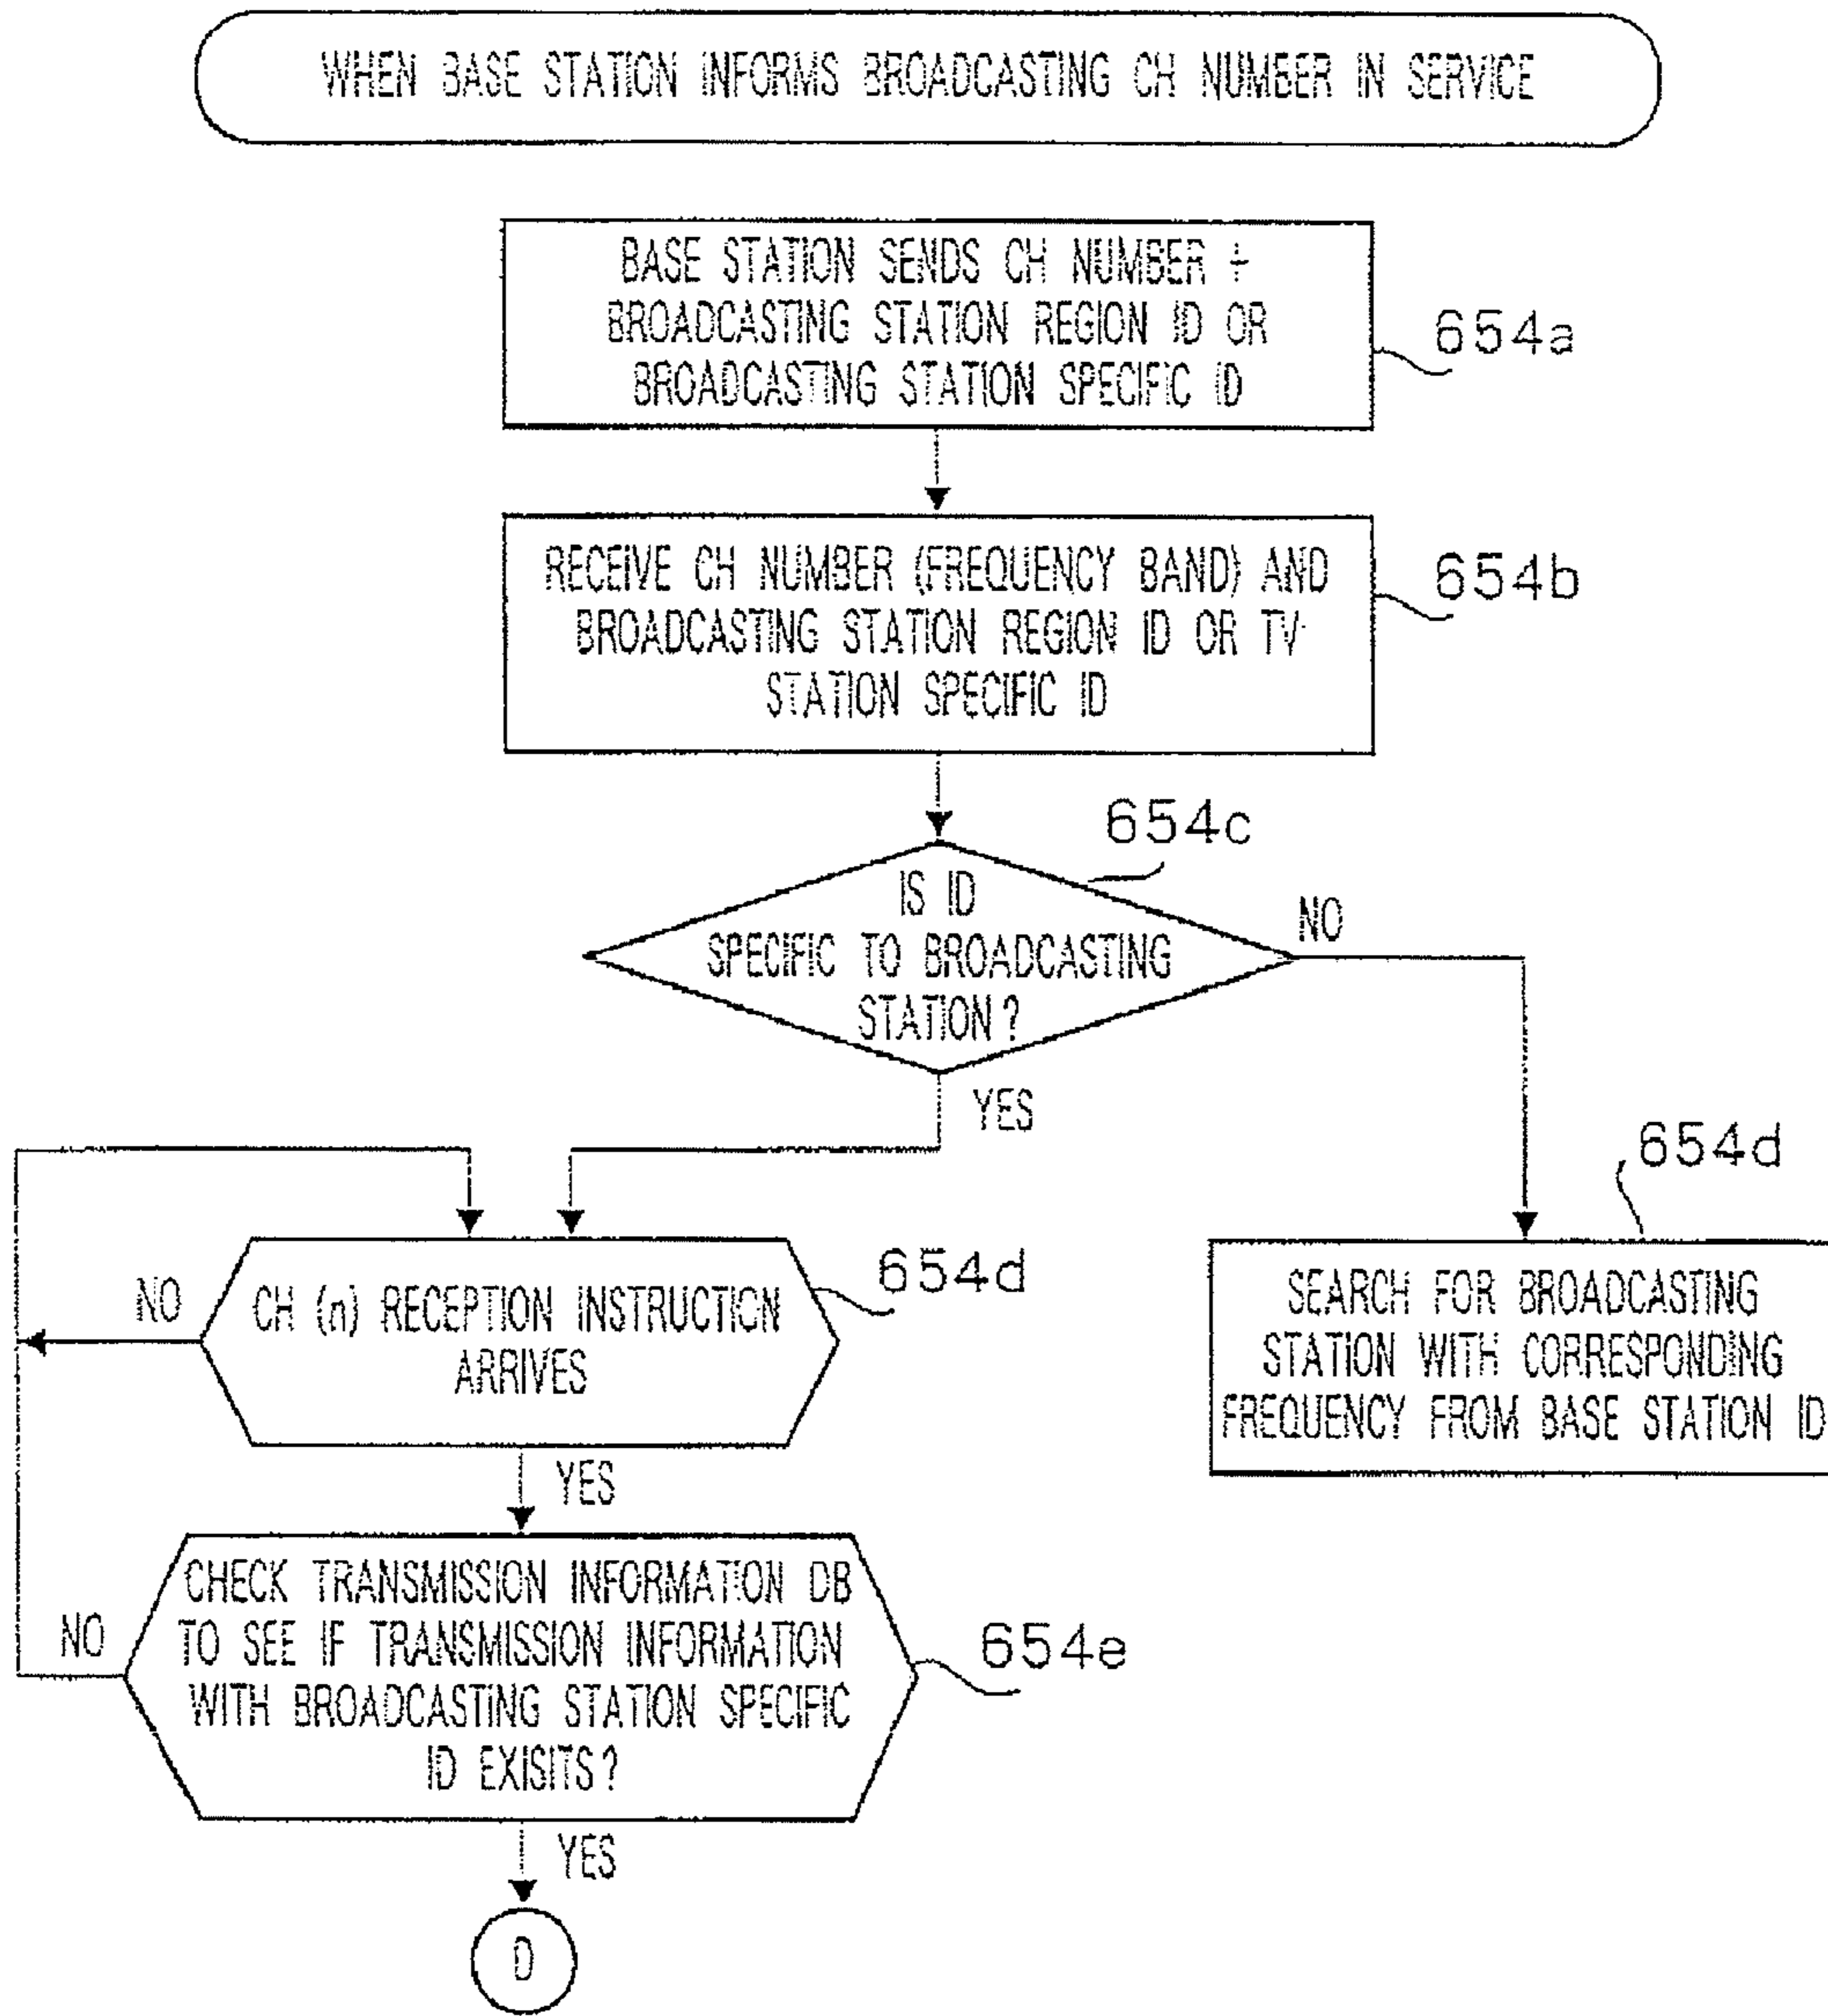 WHEN BASE STATION INFORMS BROADCASTING CH NUMBER IN SERVICE
BASE STATION SENDS CH NUMBER +
BROADCASTING STATION REGION ID OR
BROADCASTING STATION SPECIFIC ID
654a
RECEIVE CH NUMBER (FREQUENCY BAND) AND
BROADCASTING STATION REGION ID OR TV
STATION SPECIFIC ID
654b
654c
IS ID
SPECIFIC TO BROADCASTING
STATION?
NO
YES
654d
SEARCH FOR BROADCASTING
STATION WITH CORRESPONDING
FREQUENCY FROM BASE STATION ID
654d
NO
CH (n) RECEPTION INSTRUCTION
ARRIVES
YES
CHECK TRANSMISSION INFORMATION DB
TO SEE IF TRANSMISSION INFORMATION
WITH BROADCASTING STATION SPECIFIC
ID EXISITS?
NO
654e
YES
D